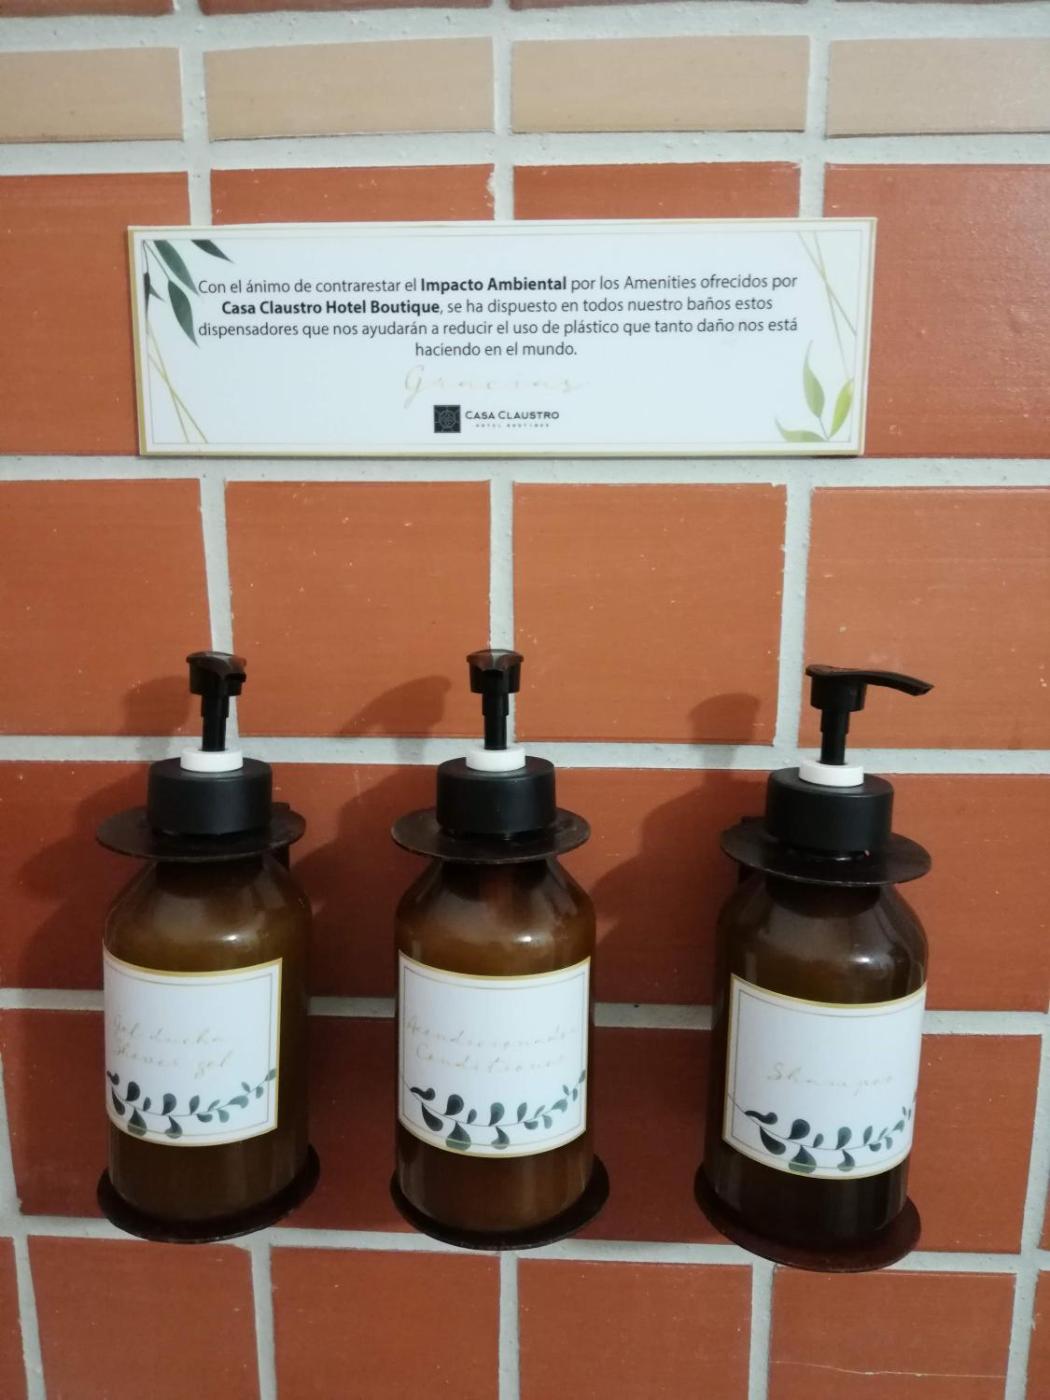 Con el ánimo de contrarestar el Impacto Ambiental por los Amenities ofrecidos por
Casa Claustro Hotel Boutique, se ha dispuesto en todos nuestro baños estos
dispensadores que nos ayudarán a reducir el uso de plástico que tanto daño nos está
haciendo en el mundo.
Gracias
CASA CLAUSTRO
HOTEL BOUTIQUE
Gel ducha
Shower gel
Acondicionador
Conditioner
Shampoo